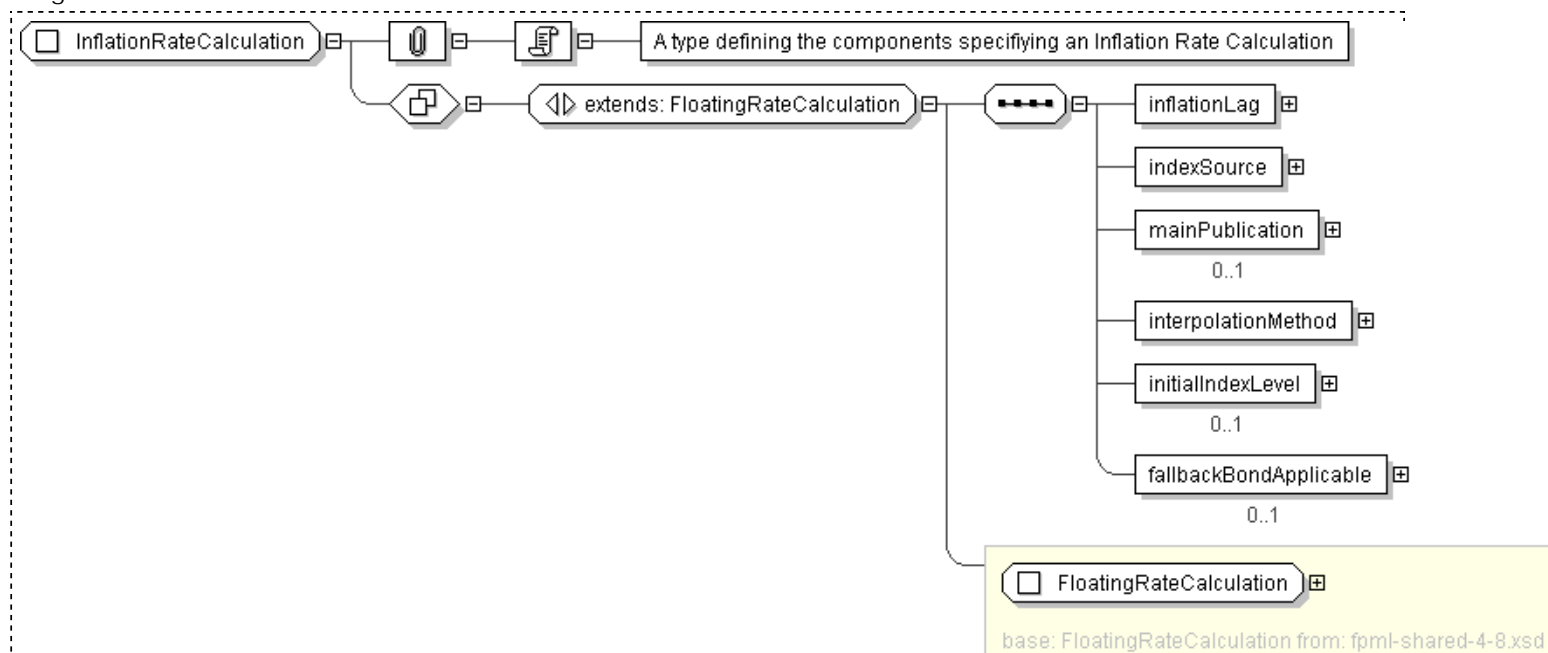 InflationRateCalculation
A type defining the components specifiying an Inflation Rate Calculation
extends: FloatingRateCalculation
inflationLag
indexSource
mainPublication
0..1
interpolationMethod
initialIndexLevel
0..1
fallbackBondApplicable
0..1
FloatingRateCalculation
base: FloatingRateCalculation from: fpml-shared-4-8.xsd